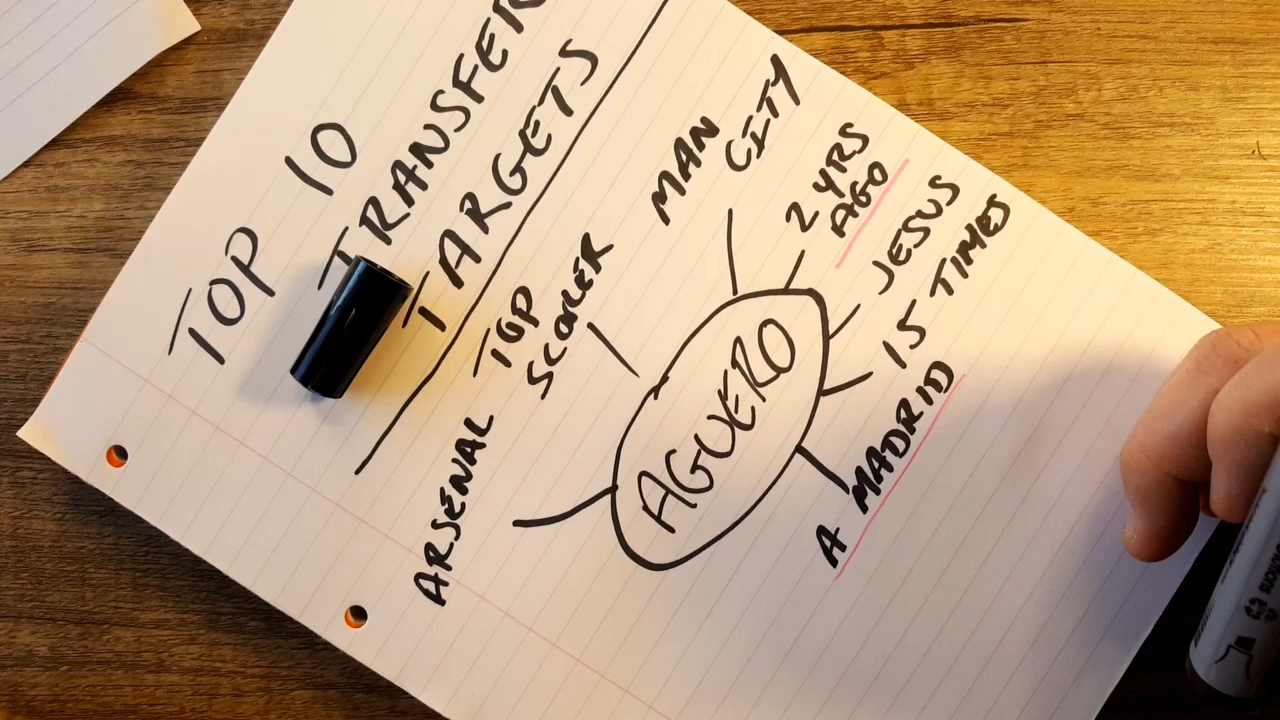 TOP 10
TRANSFER
TARGETS
MAN
CITY
2 YRS
AGO
JESUS
15 TIMES
A MADRID
TOP
SCORER
ARSENAL
AGUERO